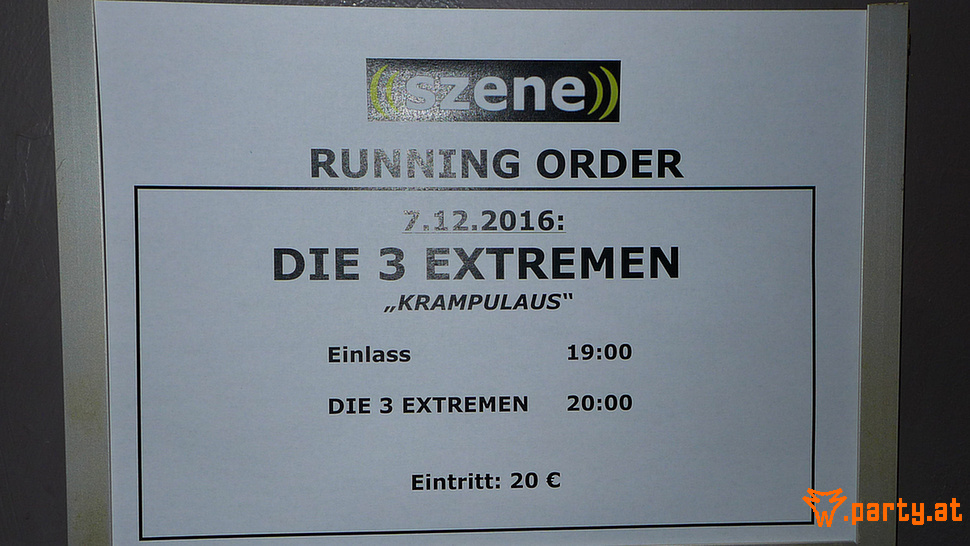 szene
RUNNING ORDER
7.12.2016:
DIE 3 EXTREMEN
„KRAMPULAUS“
Einlass 19:00
DIE 3 EXTREMEN 20:00
Eintritt: 20 €
.party.at